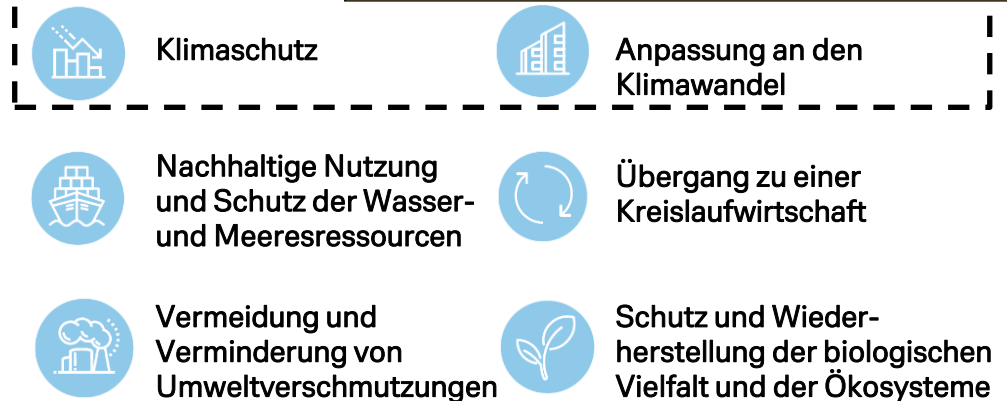 Klimaschutz
Anpassung an den
Klimawandel
Nachhaltige Nutzung
und Schutz der Wasser-
und Meeresressourcen
Übergang zu einer
Kreislaufwirtschaft
Vermeidung und
Verminderung von
Umweltverschmutzungen
Schutz und Wieder-
herstellung der biologischen
Vielfalt und der Ökosysteme